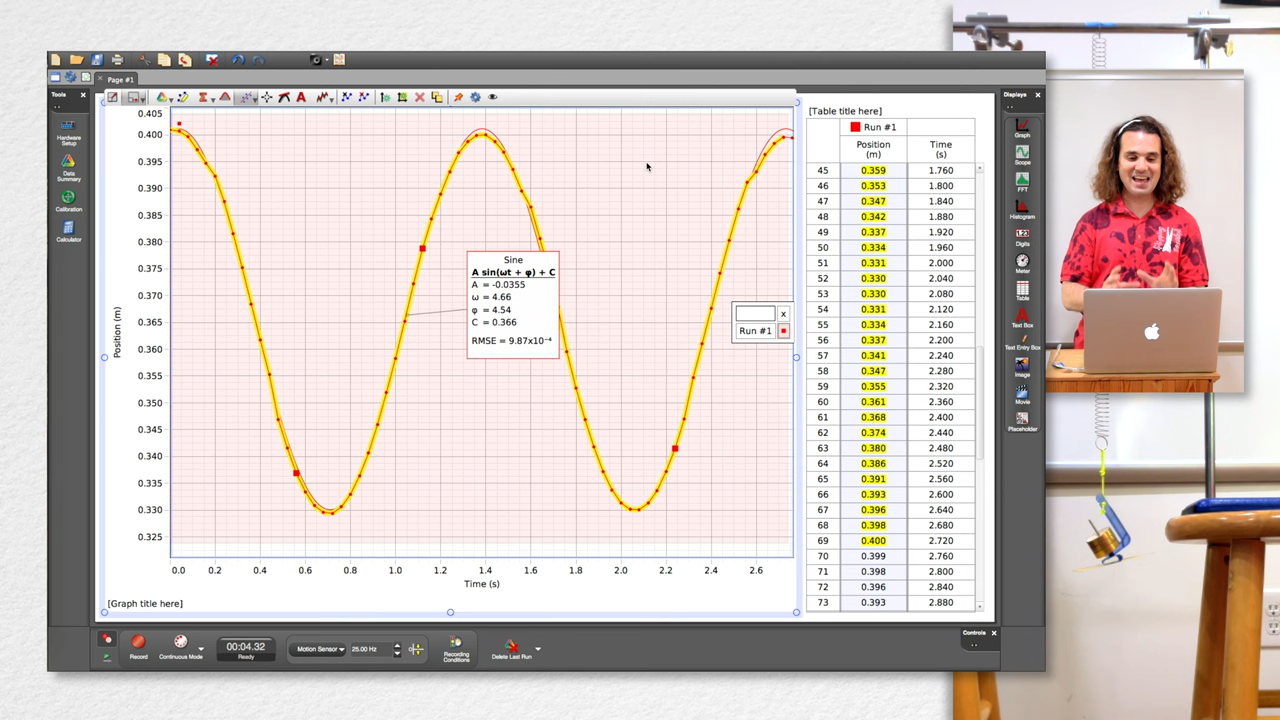 Page #1
Tools
Hardware
Setup
Data
Summary
Calibration
Calculator
0.405
0.400
0.395
0.390
0.385
0.380
0.375
0.370
0.365
0.360
0.355
0.350
0.345
0.340
0.335
0.330
0.325
Position (m)
0.0 0.2 0.4 0.6 0.8 1.0 1.2 1.4 1.6 1.8 2.0 2.2 2.4 2.6
Time (s)
[Graph title here]
Sine
A sin(ωt + φ) + C
A = -0.0355
ω = 4.66
φ = 4.54
C = 0.366
RMSE = 9.87x10⁻⁴
x
Run #1
[Table title here]
Run #1
Position
(m)
Time
(s)
45 0.359 1.760
46 0.353 1.800
47 0.347 1.840
48 0.342 1.880
49 0.337 1.920
50 0.334 1.960
51 0.331 2.000
52 0.330 2.040
53 0.330 2.080
54 0.331 2.120
55 0.334 2.160
56 0.337 2.200
57 0.341 2.240
58 0.347 2.280
59 0.355 2.320
60 0.361 2.360
61 0.368 2.400
62 0.374 2.440
63 0.380 2.480
64 0.386 2.520
65 0.391 2.560
66 0.393 2.600
67 0.396 2.640
68 0.398 2.680
69 0.400 2.720
70 0.399 2.760
71 0.398 2.800
72 0.396 2.840
73 0.393 2.880
Displays
Graph
Scope
FFT
Histogram
1.23
Digits
Meter
Table
Text Box
Text Entry Box
Image
Movie
Placeholder
Record
Continuous Mode
00:04.32
Ready
Motion Sensor
25.00 Hz
Recording
Conditions
Delete Last Run
Controls